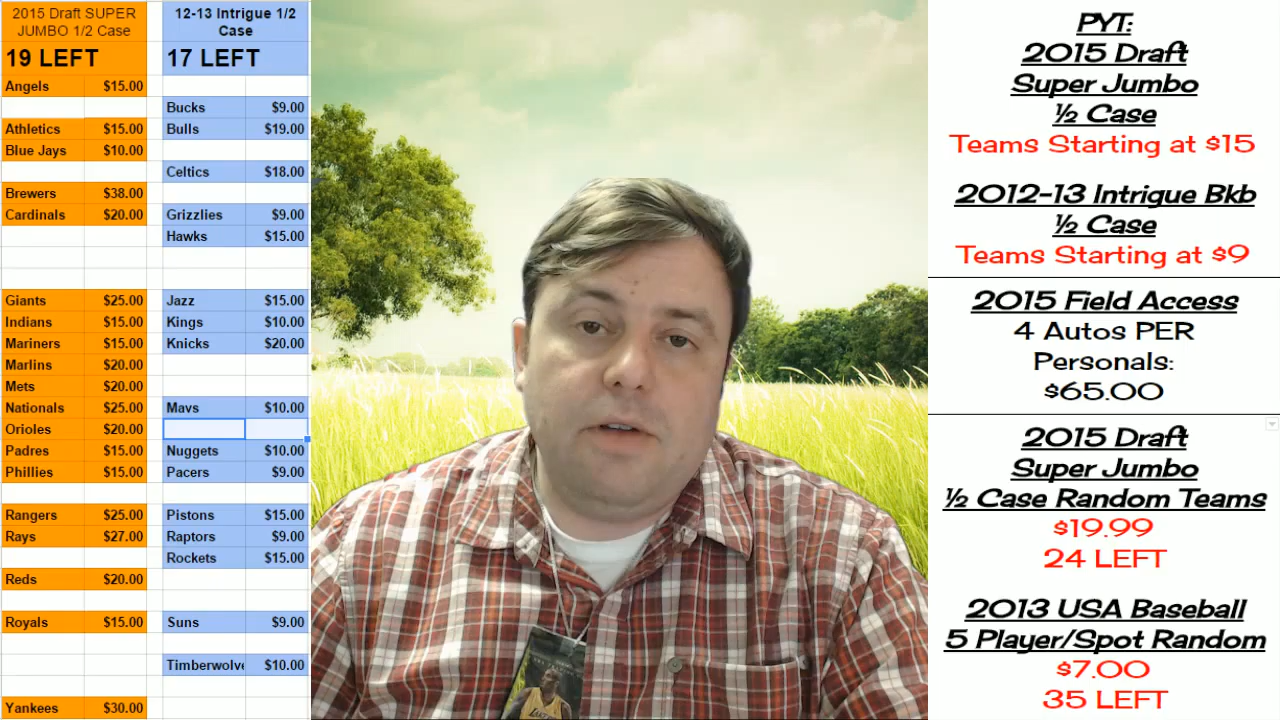 2015 Draft SUPER
JUMBO 1/2 Case
19 LEFT
Angels $15.00
Athletics $15.00
Blue Jays $10.00
Brewers $38.00
Cardinals $20.00
Giants $25.00
Indians $15.00
Mariners $15.00
Marlins $20.00
Mets $20.00
Nationals $25.00
Orioles $20.00
Padres $15.00
Phillies $15.00
Rangers $25.00
Rays $27.00
Reds $20.00
Royals $15.00
Yankees $30.00
12-13 Intrigue 1/2
Case
17 LEFT
Bucks $9.00
Bulls $19.00
Celtics $18.00
Grizzlies $9.00
Hawks $15.00
Jazz $15.00
Kings $10.00
Knicks $20.00
Mavs $10.00
Nuggets $10.00
Pacers $9.00
Pistons $15.00
Raptors $9.00
Rockets $15.00
Suns $9.00
Timberwolve $10.00
PYT:
2015 Draft
Super Jumbo
½ Case
Teams Starting at $15
2012-13 Intrigue Bkb
½ Case
Teams Starting at $9
2015 Field Access
4 Autos PER
Personals:
$65.00
2015 Draft
Super Jumbo
½ Case Random Teams
$19.99
24 LEFT
2013 USA Baseball
5 Player/Spot Random
$7.00
35 LEFT